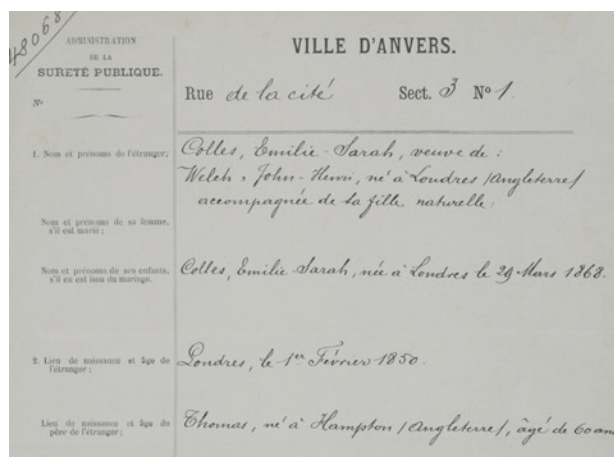 48068
ADMINISTRATION
DE LA
SURETÉ PUBLIQUE.
No
VILLE D'ANVERS.
Rue de la cité Sect. 3 No 1
1. Nom et prénoms de l'étranger;
Colles, Emilie-Sarah, veuve de :
Welch, John-Henri, né à Londres /Angleterre/
accompagnée de sa fille naturelle :
Nom et prénoms de sa femme,
s'il est marié;
Nom et prénoms de ses enfants,
s'il en est issu du mariage.
Colles, Emilie-Sarah, née à Londres le 29 Mars 1868.
2. Lieu de naissance et âge de
l'étranger;
Londres, le 1er Février 1850.
Lieu de naissance et âge du
père de l'étranger;
Thomas, né à Hampton /Angleterre/, âgé de 60 ans